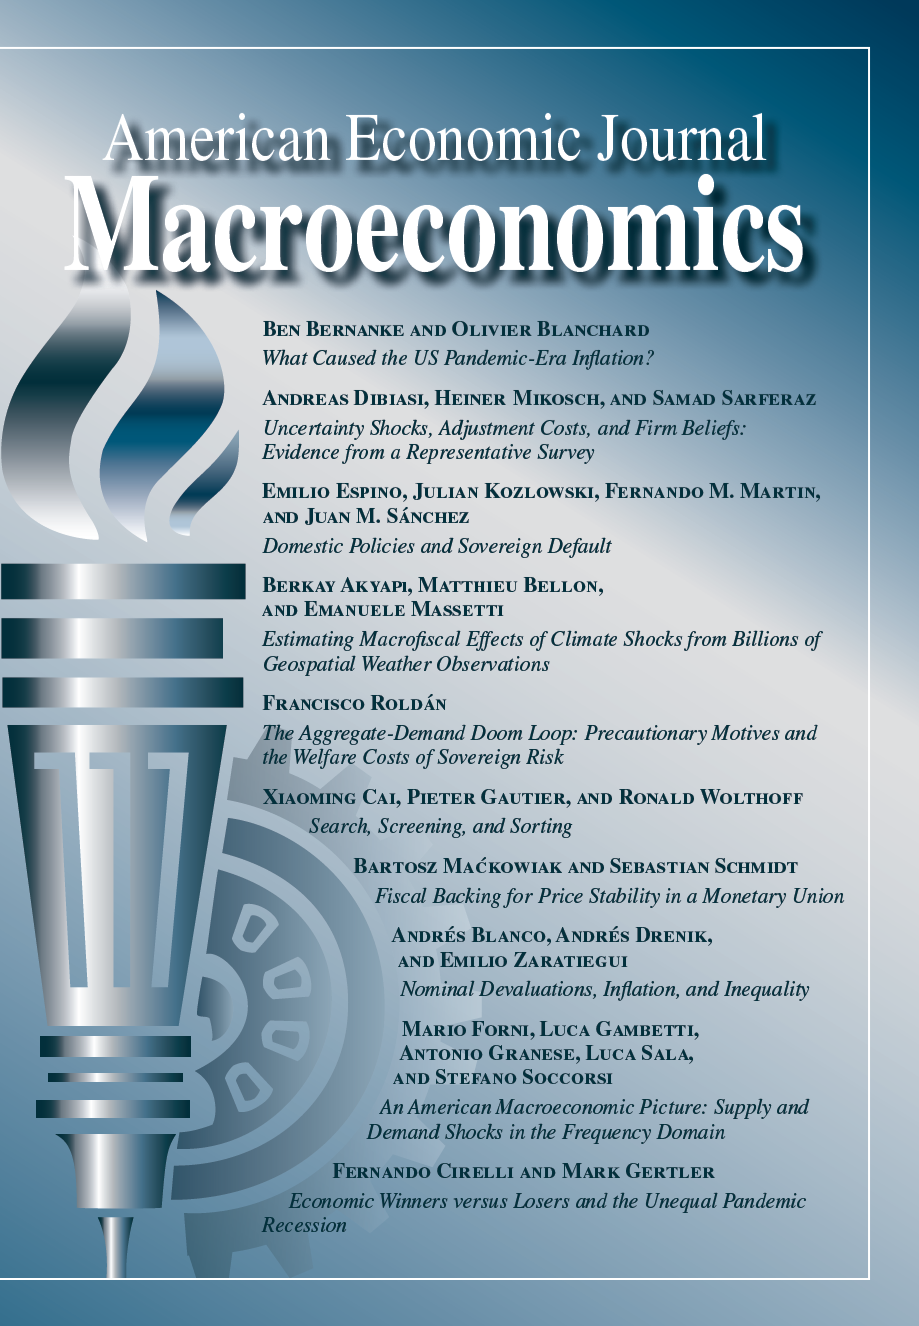 American Economic Journal
Macroeconomics
Ben Bernanke and Olivier Blanchard
What Caused the US Pandemic-Era Inflation?
Andreas Dibiasi, Heiner Mikosch, and Samad Sarferaz
Uncertainty Shocks, Adjustment Costs, and Firm Beliefs:
Evidence from a Representative Survey
Emilio Espino, Julian Kozlowski, Fernando M. Martin,
and Juan M. Sánchez
Domestic Policies and Sovereign Default
Berkay Akyapi, Matthieu Bellon,
and Emanuele Massetti
Estimating Macrofiscal Effects of Climate Shocks from Billions of
Geospatial Weather Observations
Francisco Roldán
The Aggregate-Demand Doom Loop: Precautionary Motives and
the Welfare Costs of Sovereign Risk
Xiaoming Cai, Pieter Gautier, and Ronald Wolthoff
Search, Screening, and Sorting
Bartosz Maćkowiak and Sebastian Schmidt
Fiscal Backing for Price Stability in a Monetary Union
Andrés Blanco, Andrés Drenik,
and Emilio Zaratiegui
Nominal Devaluations, Inflation, and Inequality
Mario Forni, Luca Gambetti,
Antonio Granese, Luca Sala,
and Stefano Soccorsi
An American Macroeconomic Picture: Supply and
Demand Shocks in the Frequency Domain
Fernando Cirelli and Mark Gertler
Economic Winners versus Losers and the Unequal Pandemic
Recession